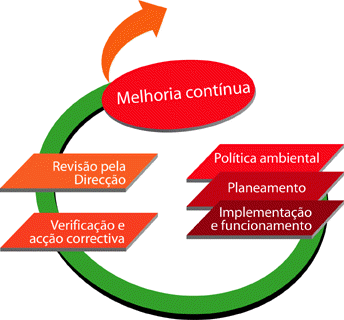 Melhoria contínua
Política ambiental
Planeamento
Implementação
e funcionamento
Verificação e
acção correctiva
Revisão pela
Direcção